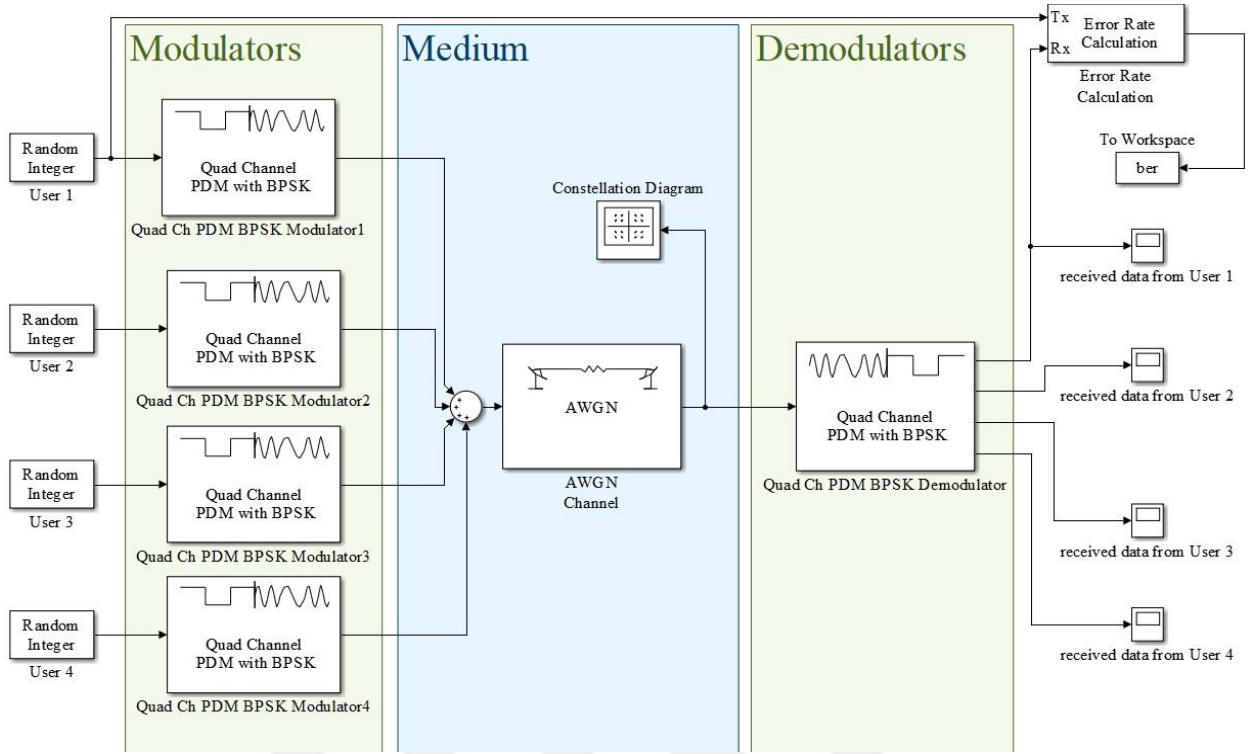 Modulators
Medium
Demodulators
Tx
Rx
Error Rate
Calculation
Error Rate
Calculation
To Workspace
ber
Random
Integer
User 1
Quad Channel
PDM with BPSK
Quad Ch PDM BPSK Modulator1
Constellation Diagram
received data from User 1
Random
Integer
User 2
Quad Channel
PDM with BPSK
Quad Ch PDM BPSK Modulator2
+
+
+
+
AWGN
AWGN
Channel
Quad Channel
PDM with BPSK
Quad Ch PDM BPSK Demodulator
received data from User 2
Random
Integer
User 3
Quad Channel
PDM with BPSK
Quad Ch PDM BPSK Modulator3
received data from User 3
Random
Integer
User 4
Quad Channel
PDM with BPSK
Quad Ch PDM BPSK Modulator4
received data from User 4